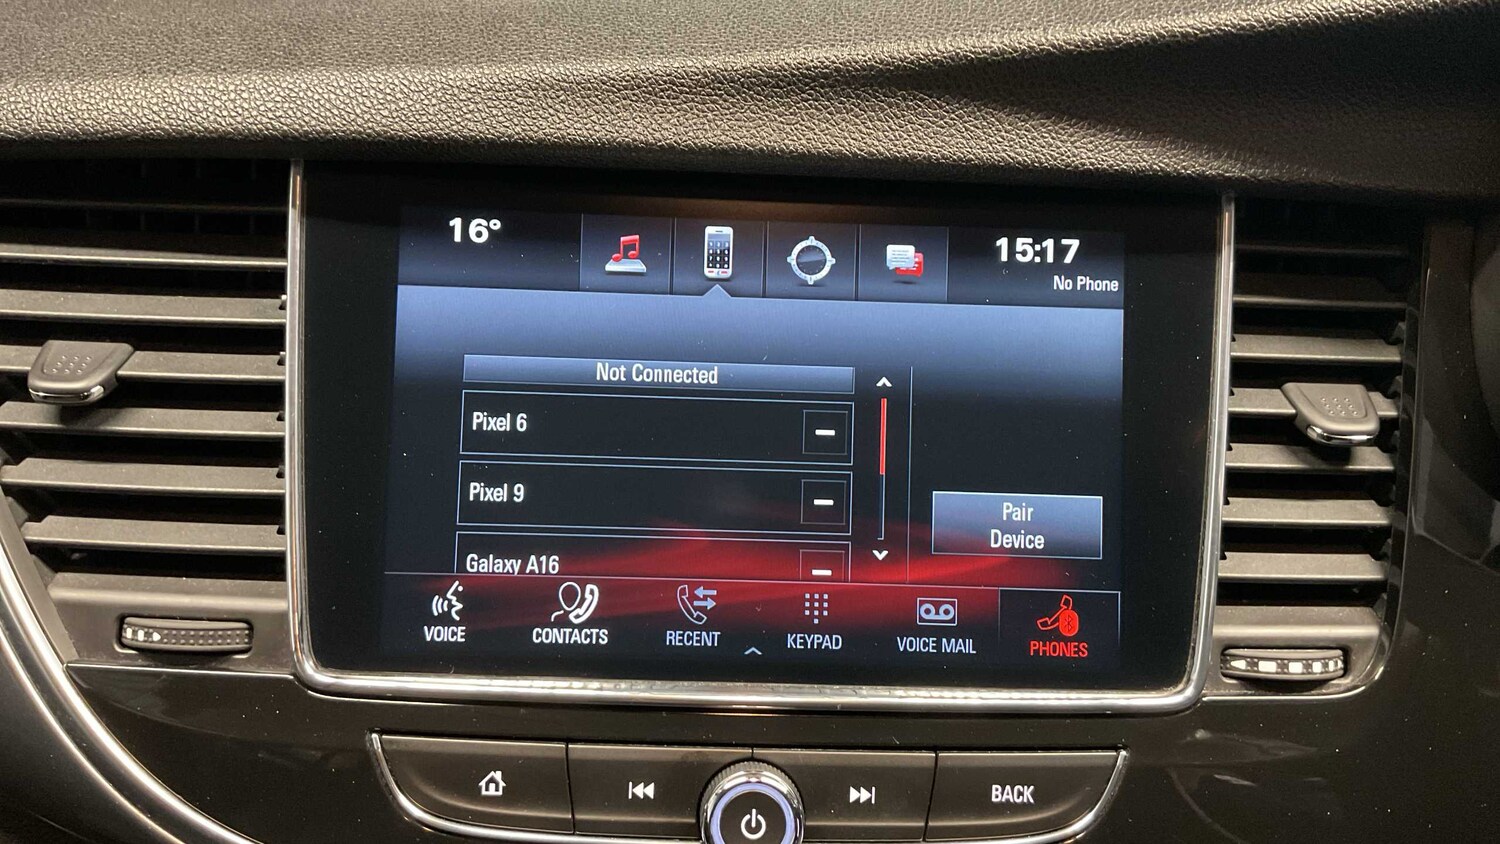 16°
15:17
No Phone
Not Connected
Pixel 6
Pixel 9
Galaxy A16
Pair
Device
VOICE
CONTACTS
RECENT
KEYPAD
VOICE MAIL
PHONES
BACK